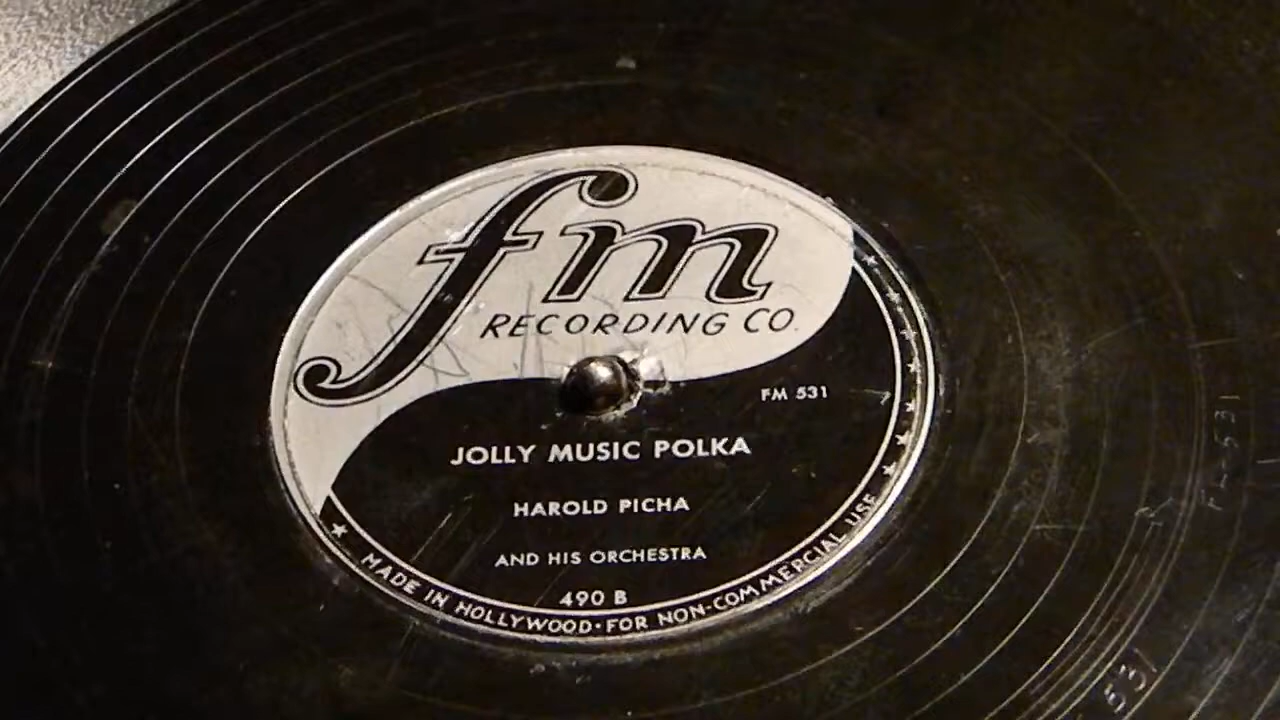 fm
RECORDING CO.
FM 531
JOLLY MUSIC POLKA
HAROLD PICHA
AND HIS ORCHESTRA
490 B
MADE IN HOLLYWOOD·FOR NON-COMMERCIAL USE
531